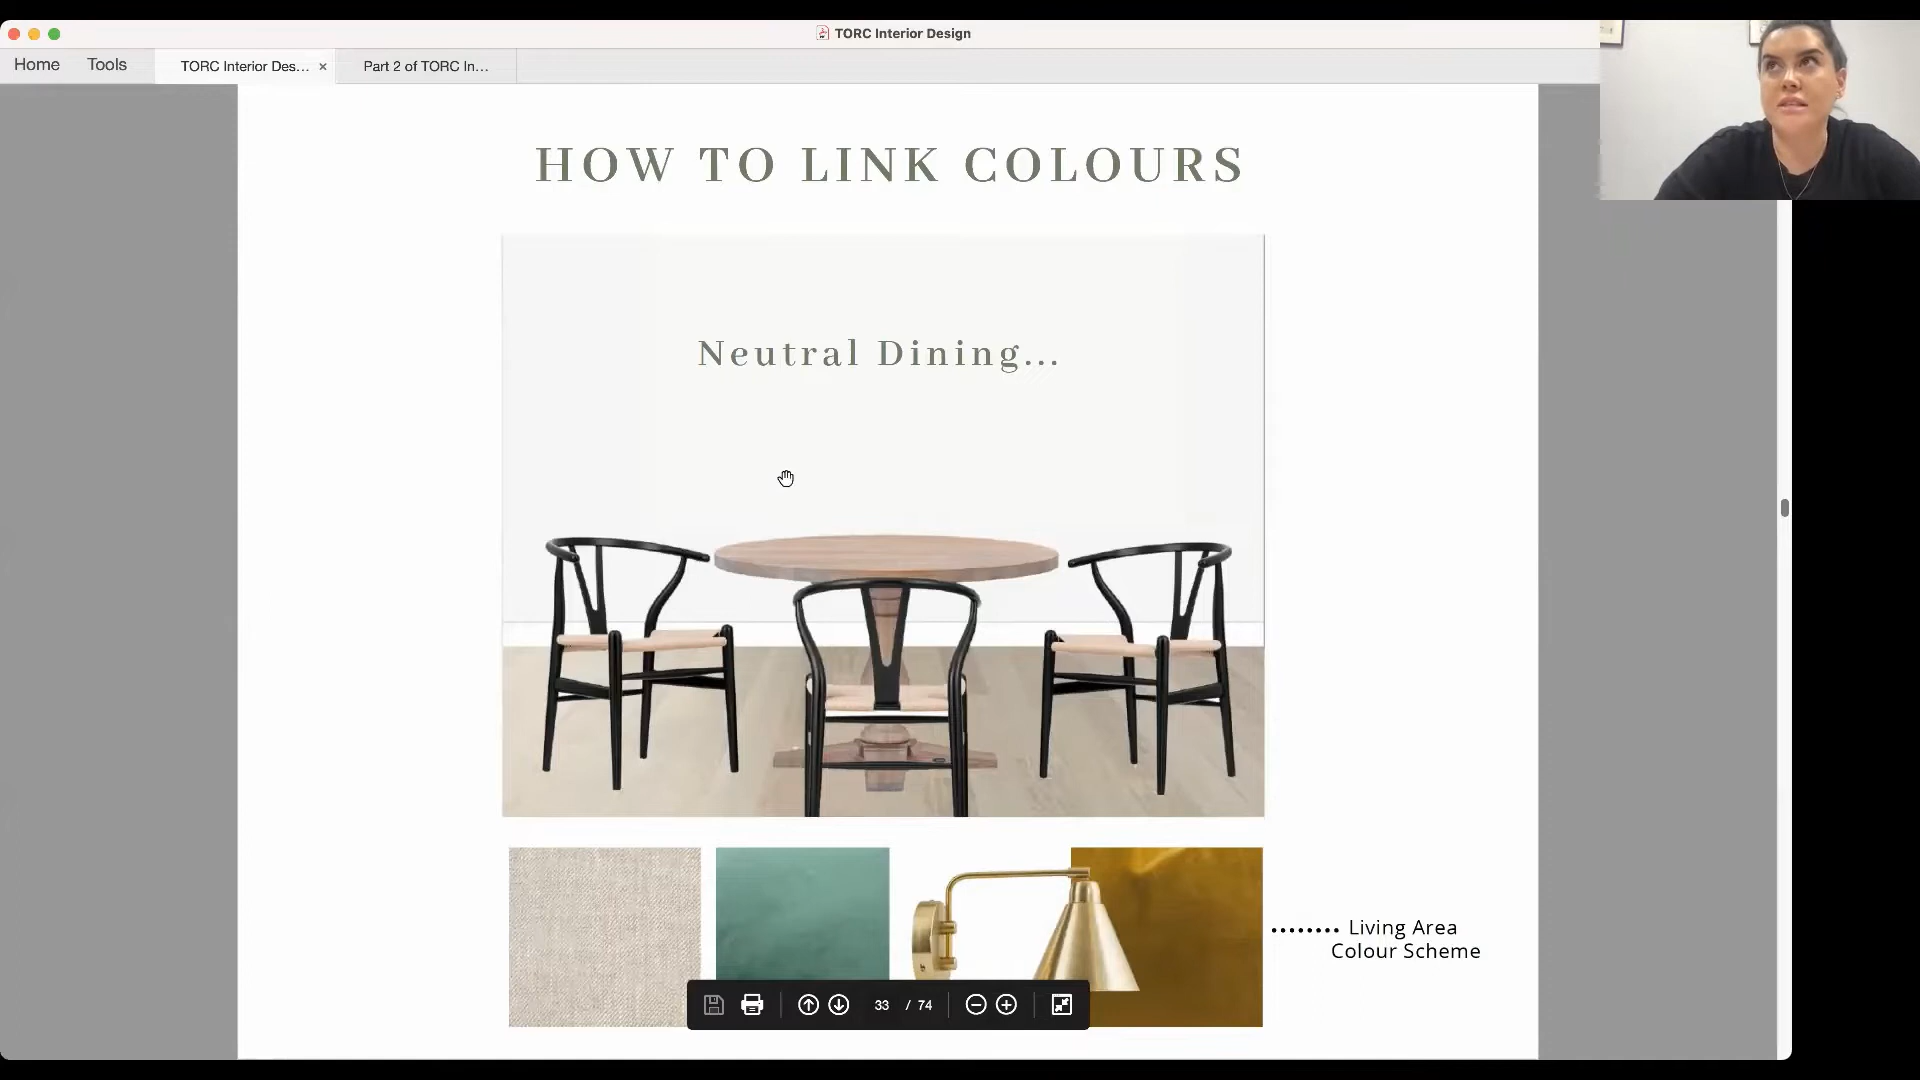 TORC Interior Design
Home
Tools
TORC Interior Des...
Part 2 of TORC In...
HOW TO LINK COLOURS
Neutral Dining...
Living Area
Colour Scheme
33 / 74